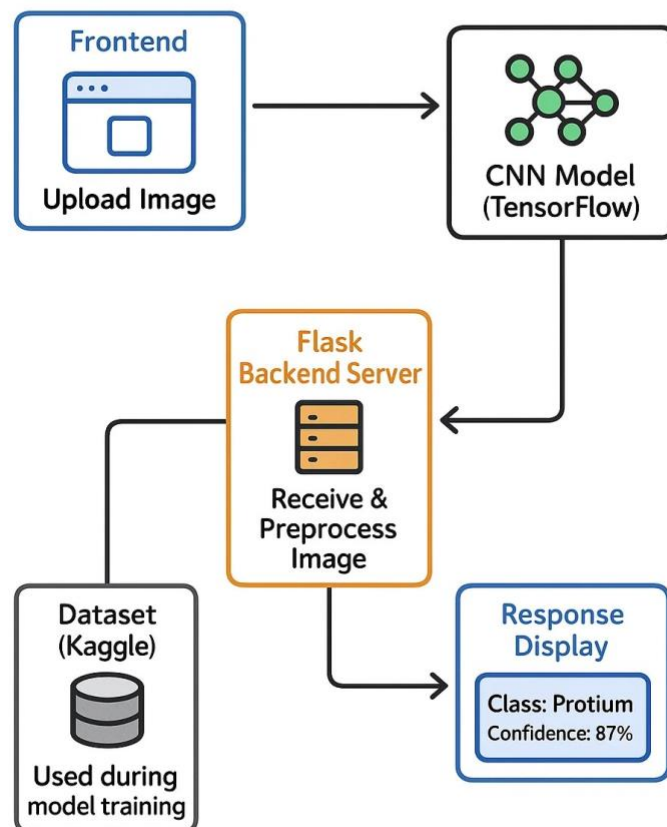 Frontend
Upload Image
CNN Model
(TensorFlow)
Flask
Backend Server
Receive &
Preprocess
Image
Dataset
(Kaggle)
Used during
model training
Response
Display
Class: Protium
Confidence: 87%